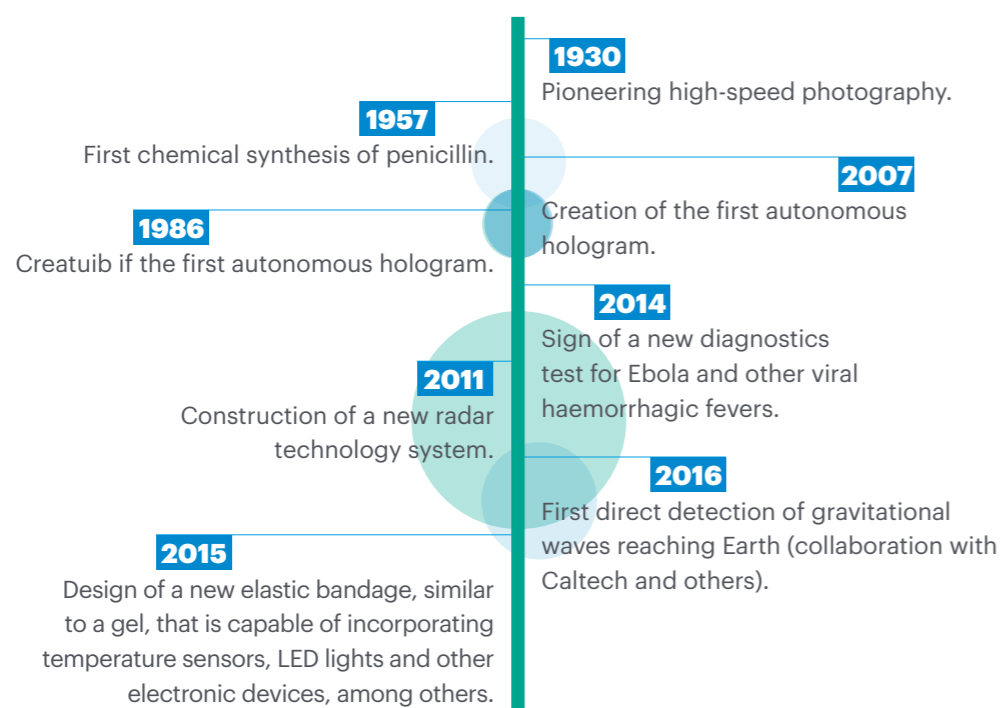 1930
Pioneering high-speed photography.
1957
First chemical synthesis of penicillin.
2007
Creation of the first autonomous
hologram.
1986
Creatuib if the first autonomous hologram.
2014
Sign of a new diagnostics
test for Ebola and other viral
haemorrhagic fevers.
2011
Construction of a new radar
technology system.
2016
First direct detection of gravitational
waves reaching Earth (collaboration with
Caltech and others).
2015
Design of a new elastic bandage, similar
to a gel, that is capable of incorporating
temperature sensors, LED lights and other
electronic devices, among others.